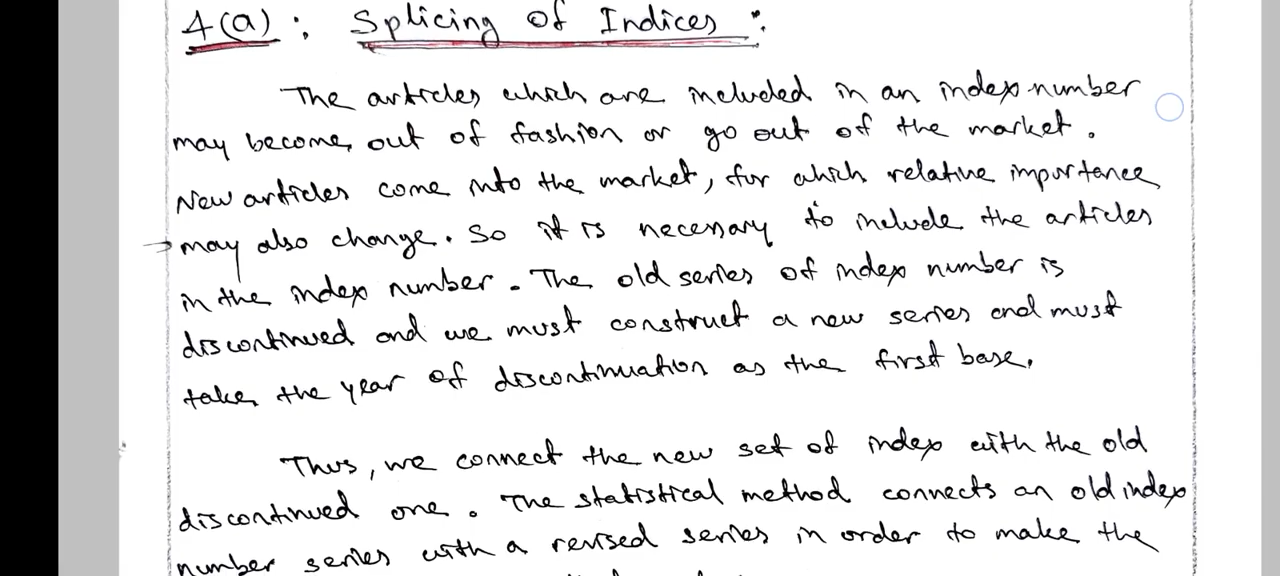 4(a) : Splicing of Indices :
The articles which are included in an index number
may become out of fashion or go out of the market.
New articles come into the market, for which relative importance
may also change. So it is necessary to include the articles
in the index number. The old series of index number is
discontinued and we must construct a new series and must
take the year of discontinuation as the first base.
Thus, we connect the new set of index with the old
discontinued one. The statistical method connects an old index
number series with a revised series in order to make the